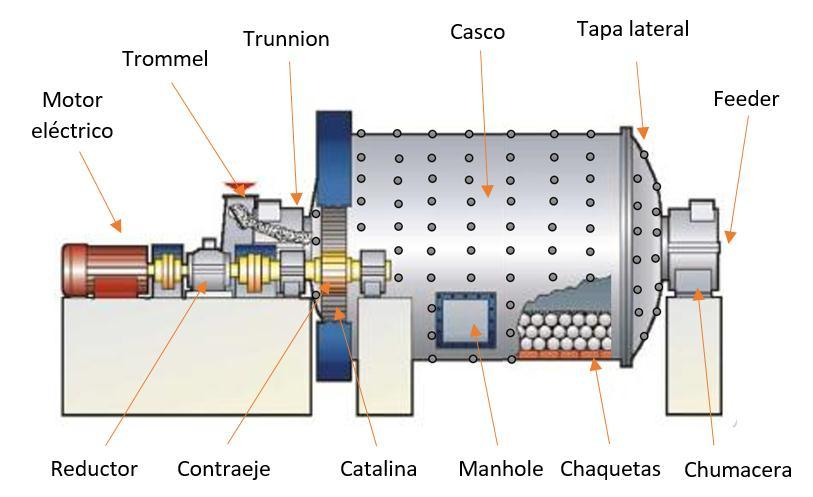 Trommel
Trunnion
Casco
Tapa lateral
Motor
eléctrico
Feeder
Reductor
Contraeje
Catalina
Manhole
Chaquetas
Chumacera